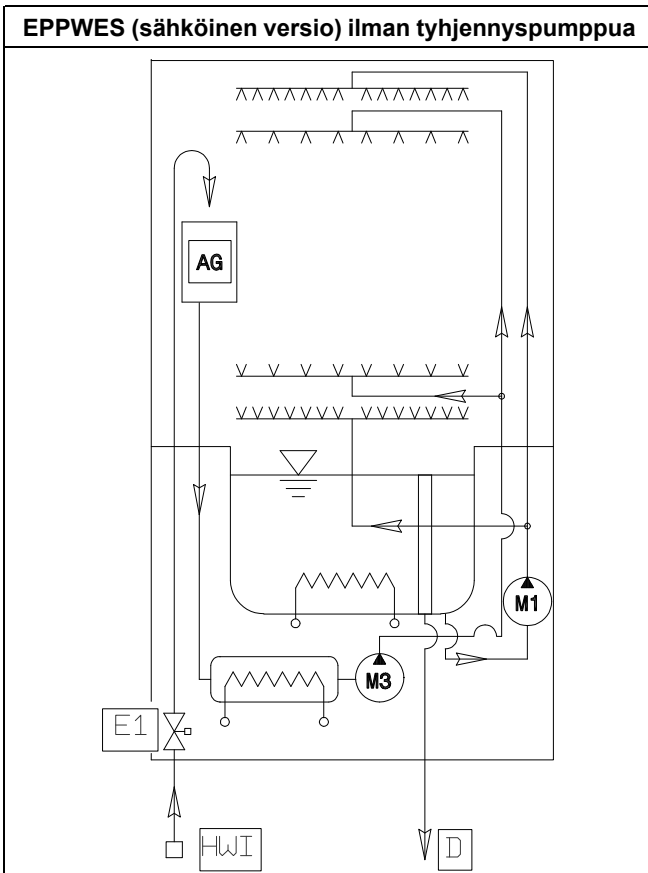 EPPWES (sähköinen versio) ilman tyhjennyspumppua
AG
M1
M3
E1
HWI
D